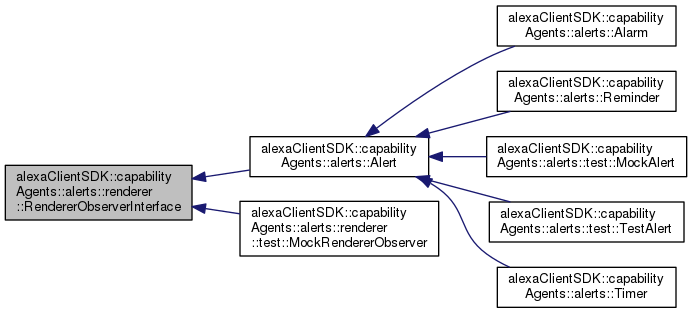 alexaClientSDK::capability
Agents::alerts::renderer
::RendererObserverInterface
alexaClientSDK::capability
Agents::alerts::Alert
alexaClientSDK::capability
Agents::alerts::renderer
::test::MockRendererObserver
alexaClientSDK::capability
Agents::alerts::Alarm
alexaClientSDK::capability
Agents::alerts::Reminder
alexaClientSDK::capability
Agents::alerts::test::MockAlert
alexaClientSDK::capability
Agents::alerts::test::TestAlert
alexaClientSDK::capability
Agents::alerts::Timer